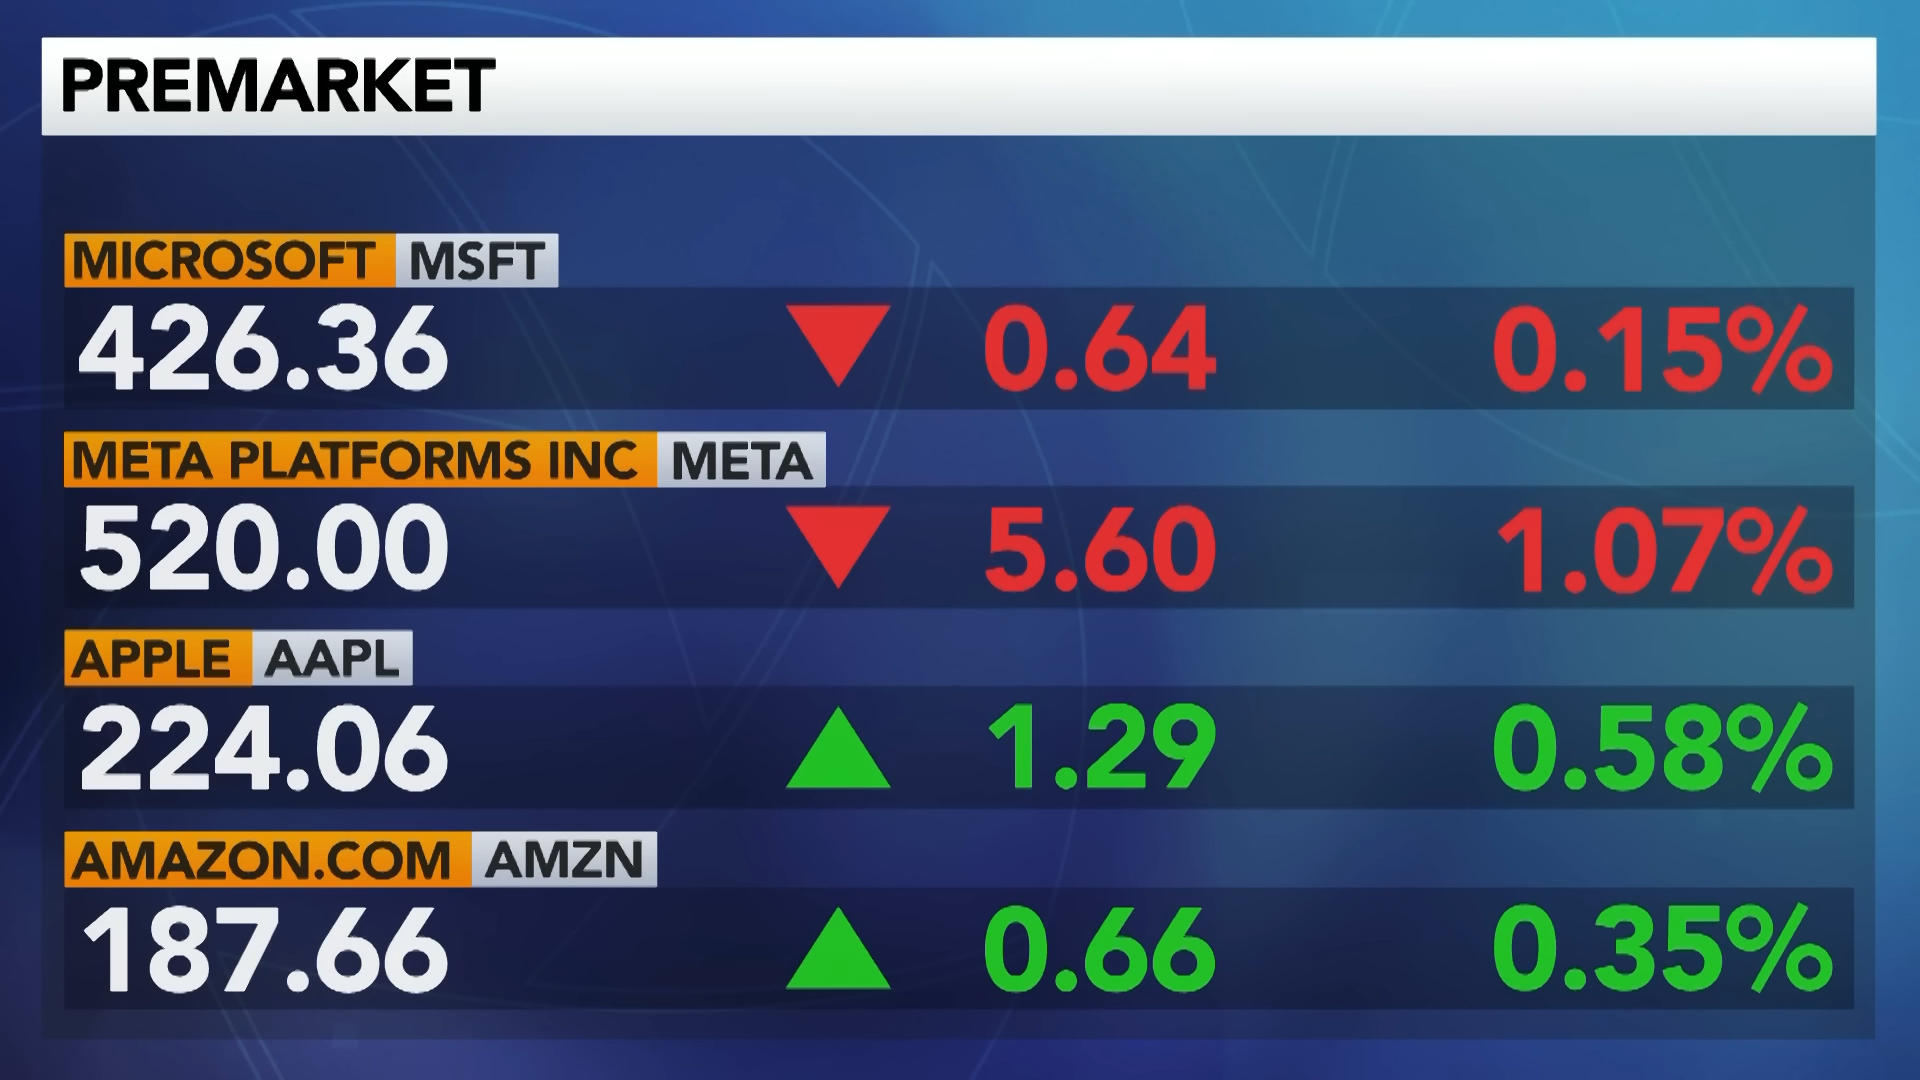 PREMARKET
MICROSOFT MSFT
426.36 ▼ 0.64 0.15%
META PLATFORMS INC META
520.00 ▼ 5.60 1.07%
APPLE AAPL
224.06 ▲ 1.29 0.58%
AMAZON.COM AMZN
187.66 ▲ 0.66 0.35%